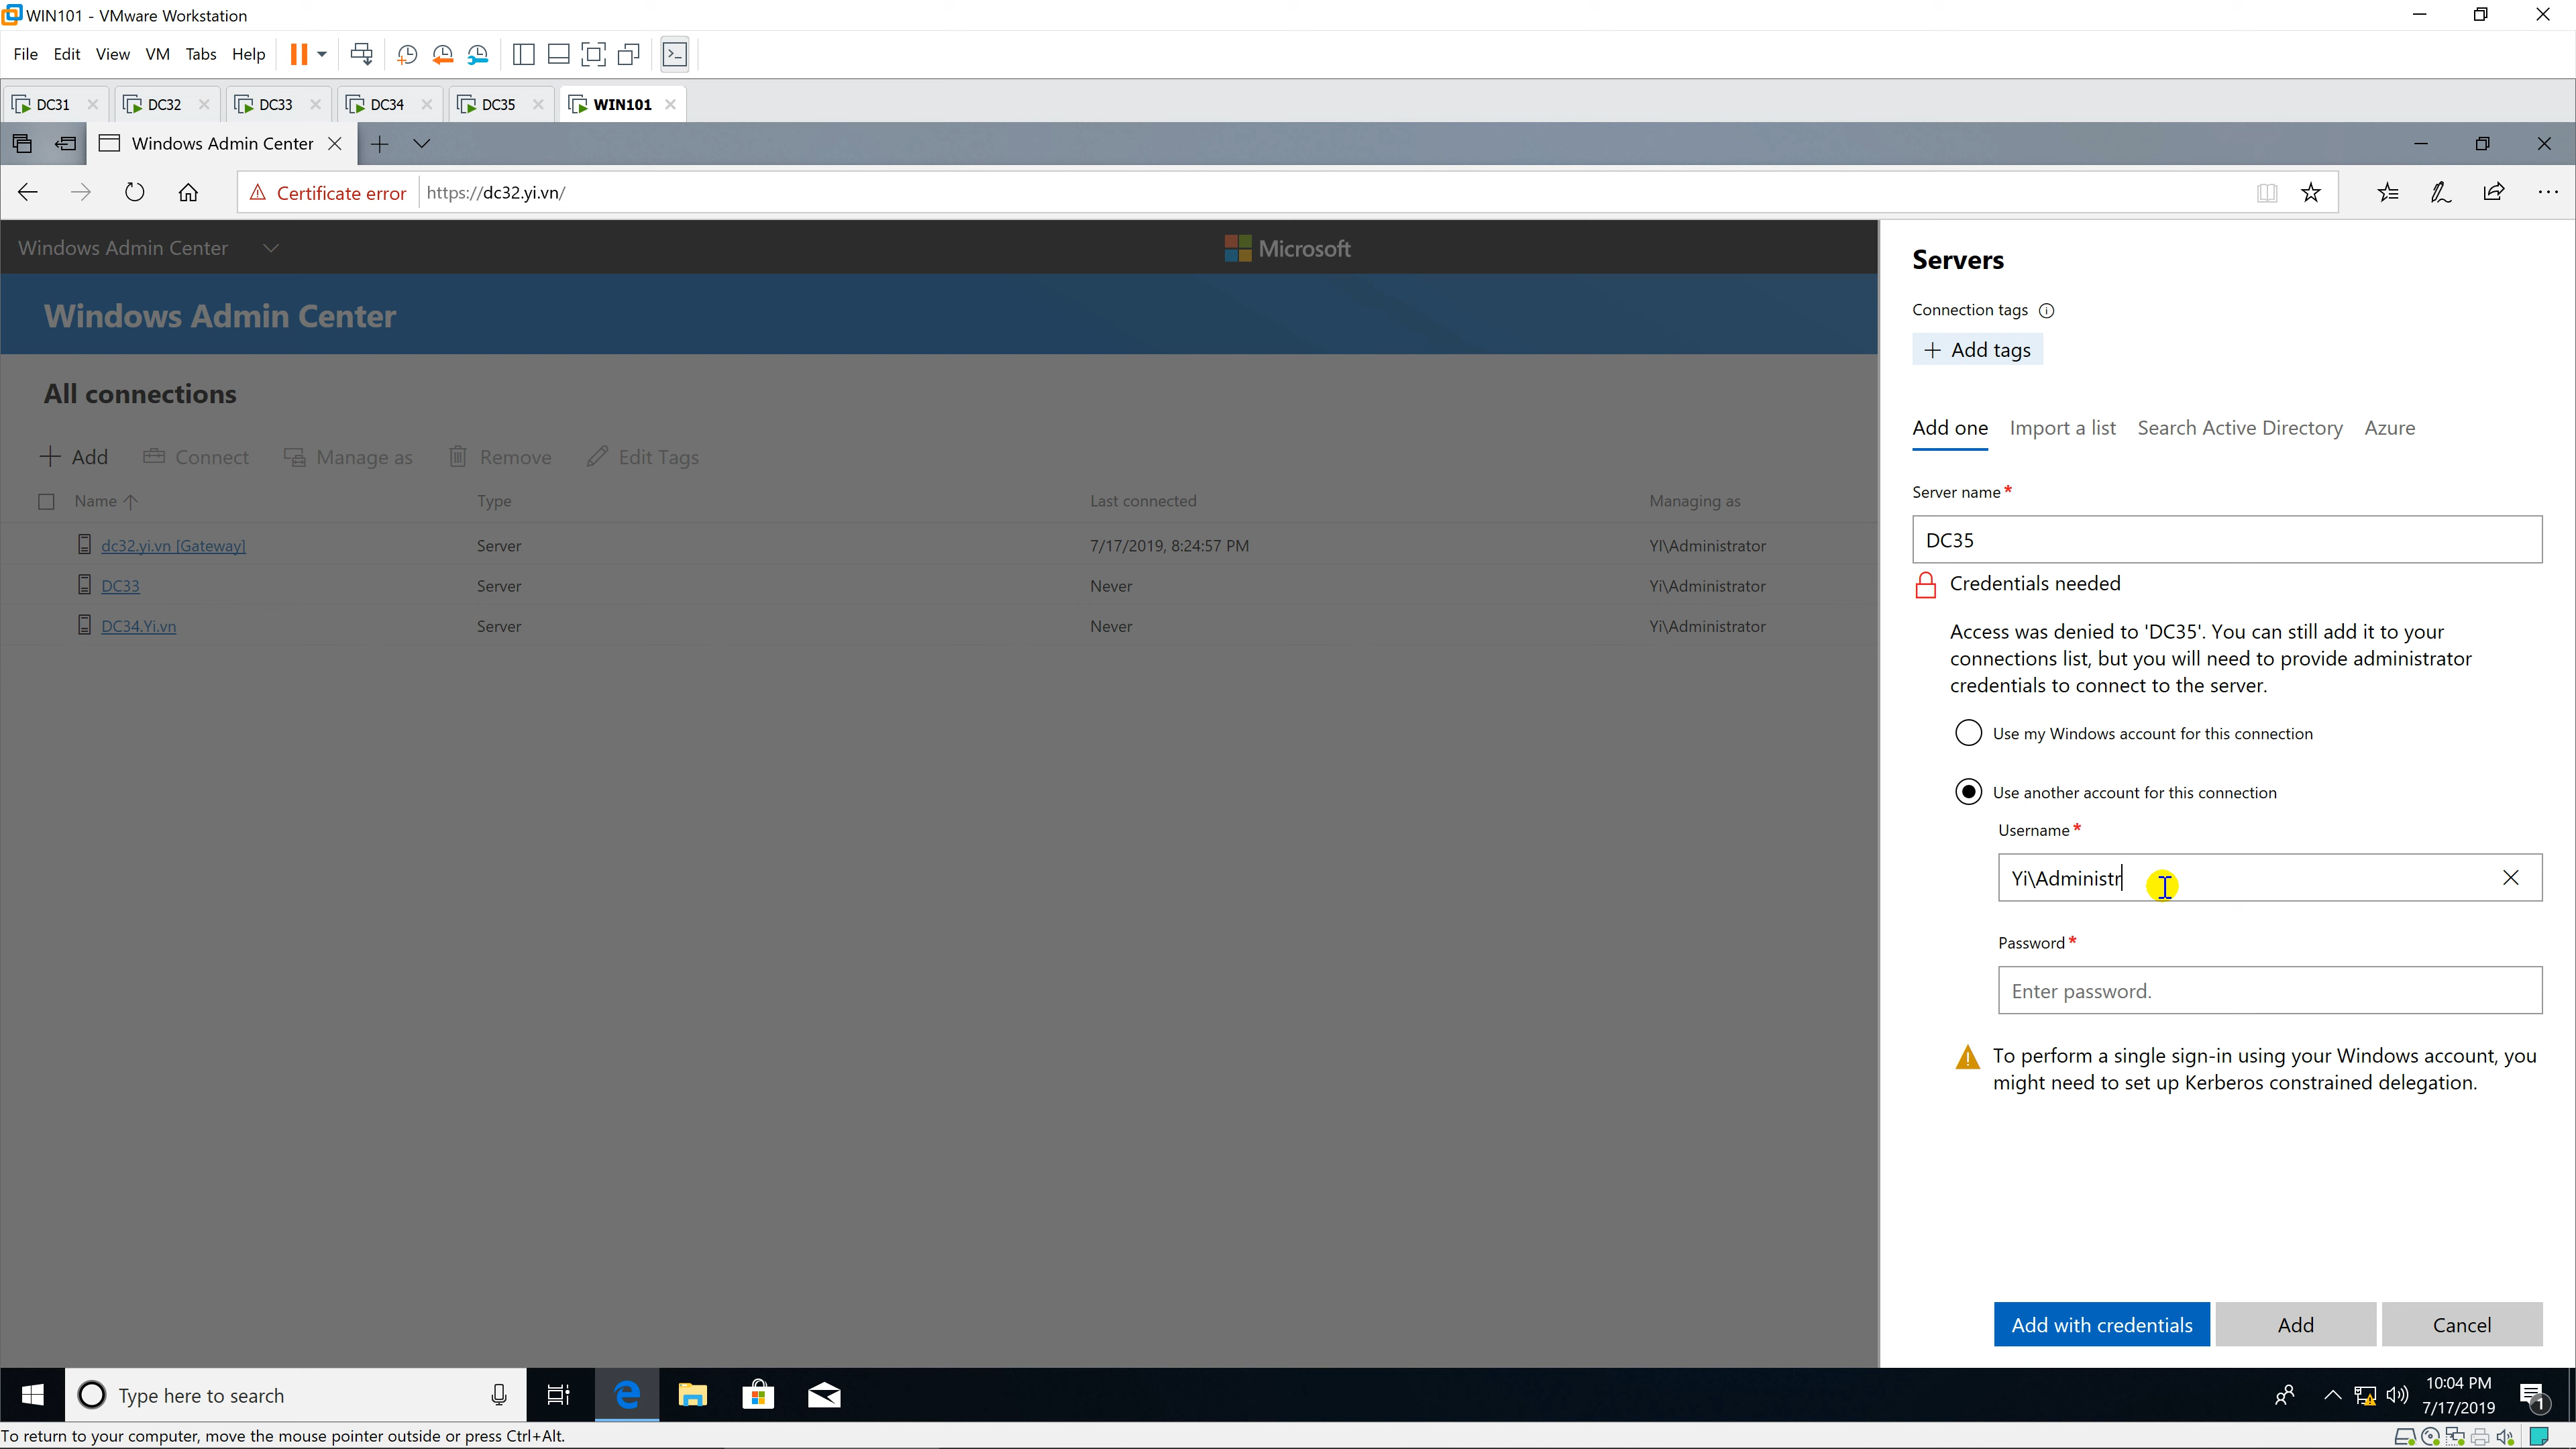 WIN101 - VMware Workstation
File Edit View VM Tabs Help
DC31 DC32 DC33 DC34 DC35 WIN101
Windows Admin Center
Certificate error https://dc32.yi.vn/
Windows Admin Center
Microsoft
Windows Admin Center
All connections
Add Connect Manage as Remove Edit Tags
Name Type Last connected Managing as
dc32.yi.vn [Gateway] Server 7/17/2019, 8:24:57 PM YI\Administrator
DC33 Server Never Yi\Administrator
DC34.Yi.vn Server Never Yi\Administrator
Servers
Connection tags
Add tags
Add one Import a list Search Active Directory Azure
Server name *
DC35
Credentials needed
Access was denied to 'DC35'. You can still add it to your
connections list, but you will need to provide administrator
credentials to connect to the server.
Use my Windows account for this connection
Use another account for this connection
Username *
Yi\Administr
Password *
Enter password.
To perform a single sign-in using your Windows account, you
might need to set up Kerberos constrained delegation.
Add with credentials Add Cancel
Type here to search
10:04 PM
7/17/2019
1
To return to your computer, move the mouse pointer outside or press Ctrl+Alt.